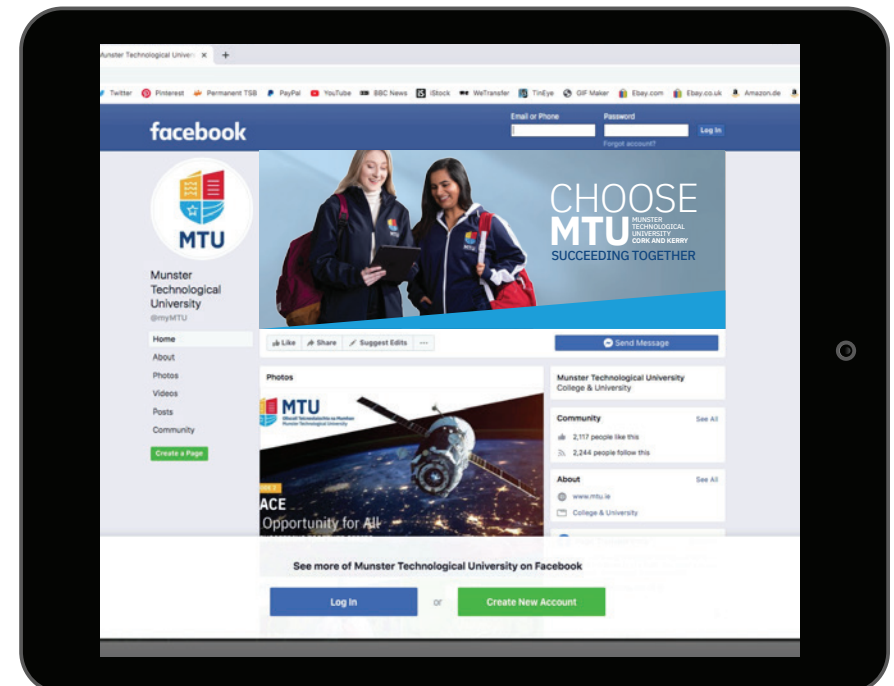 Munster Technological Univer
Twitter Pinterest Permanent TSB PayPal YouTube BBC News iStock WeTransfer TinEye GIF Maker Ebay.com Ebay.co.uk Amazon.de
facebook
Email or Phone
Password
Log In
Forgot account?
MTU
Munster
Technological
University
@myMTU
Home
About
Photos
Videos
Posts
Community
Create a Page
CHOOSE
MTU
MUNSTER
TECHNOLOGICAL
UNIVERSITY
CORK AND KERRY
SUCCEEDING TOGETHER
Like Share Suggest Edits
Send Message
Photos
MTU
Ollscoil Teicneolaíochta na Mumhan
Munster Technological University
ACE
Opportunity for All
Munster Technological University
College & University
Community See All
2,117 people like this
2,244 people follow this
About See All
www.mtu.ie
College & University
See more of Munster Technological University on Facebook
Log In or Create New Account